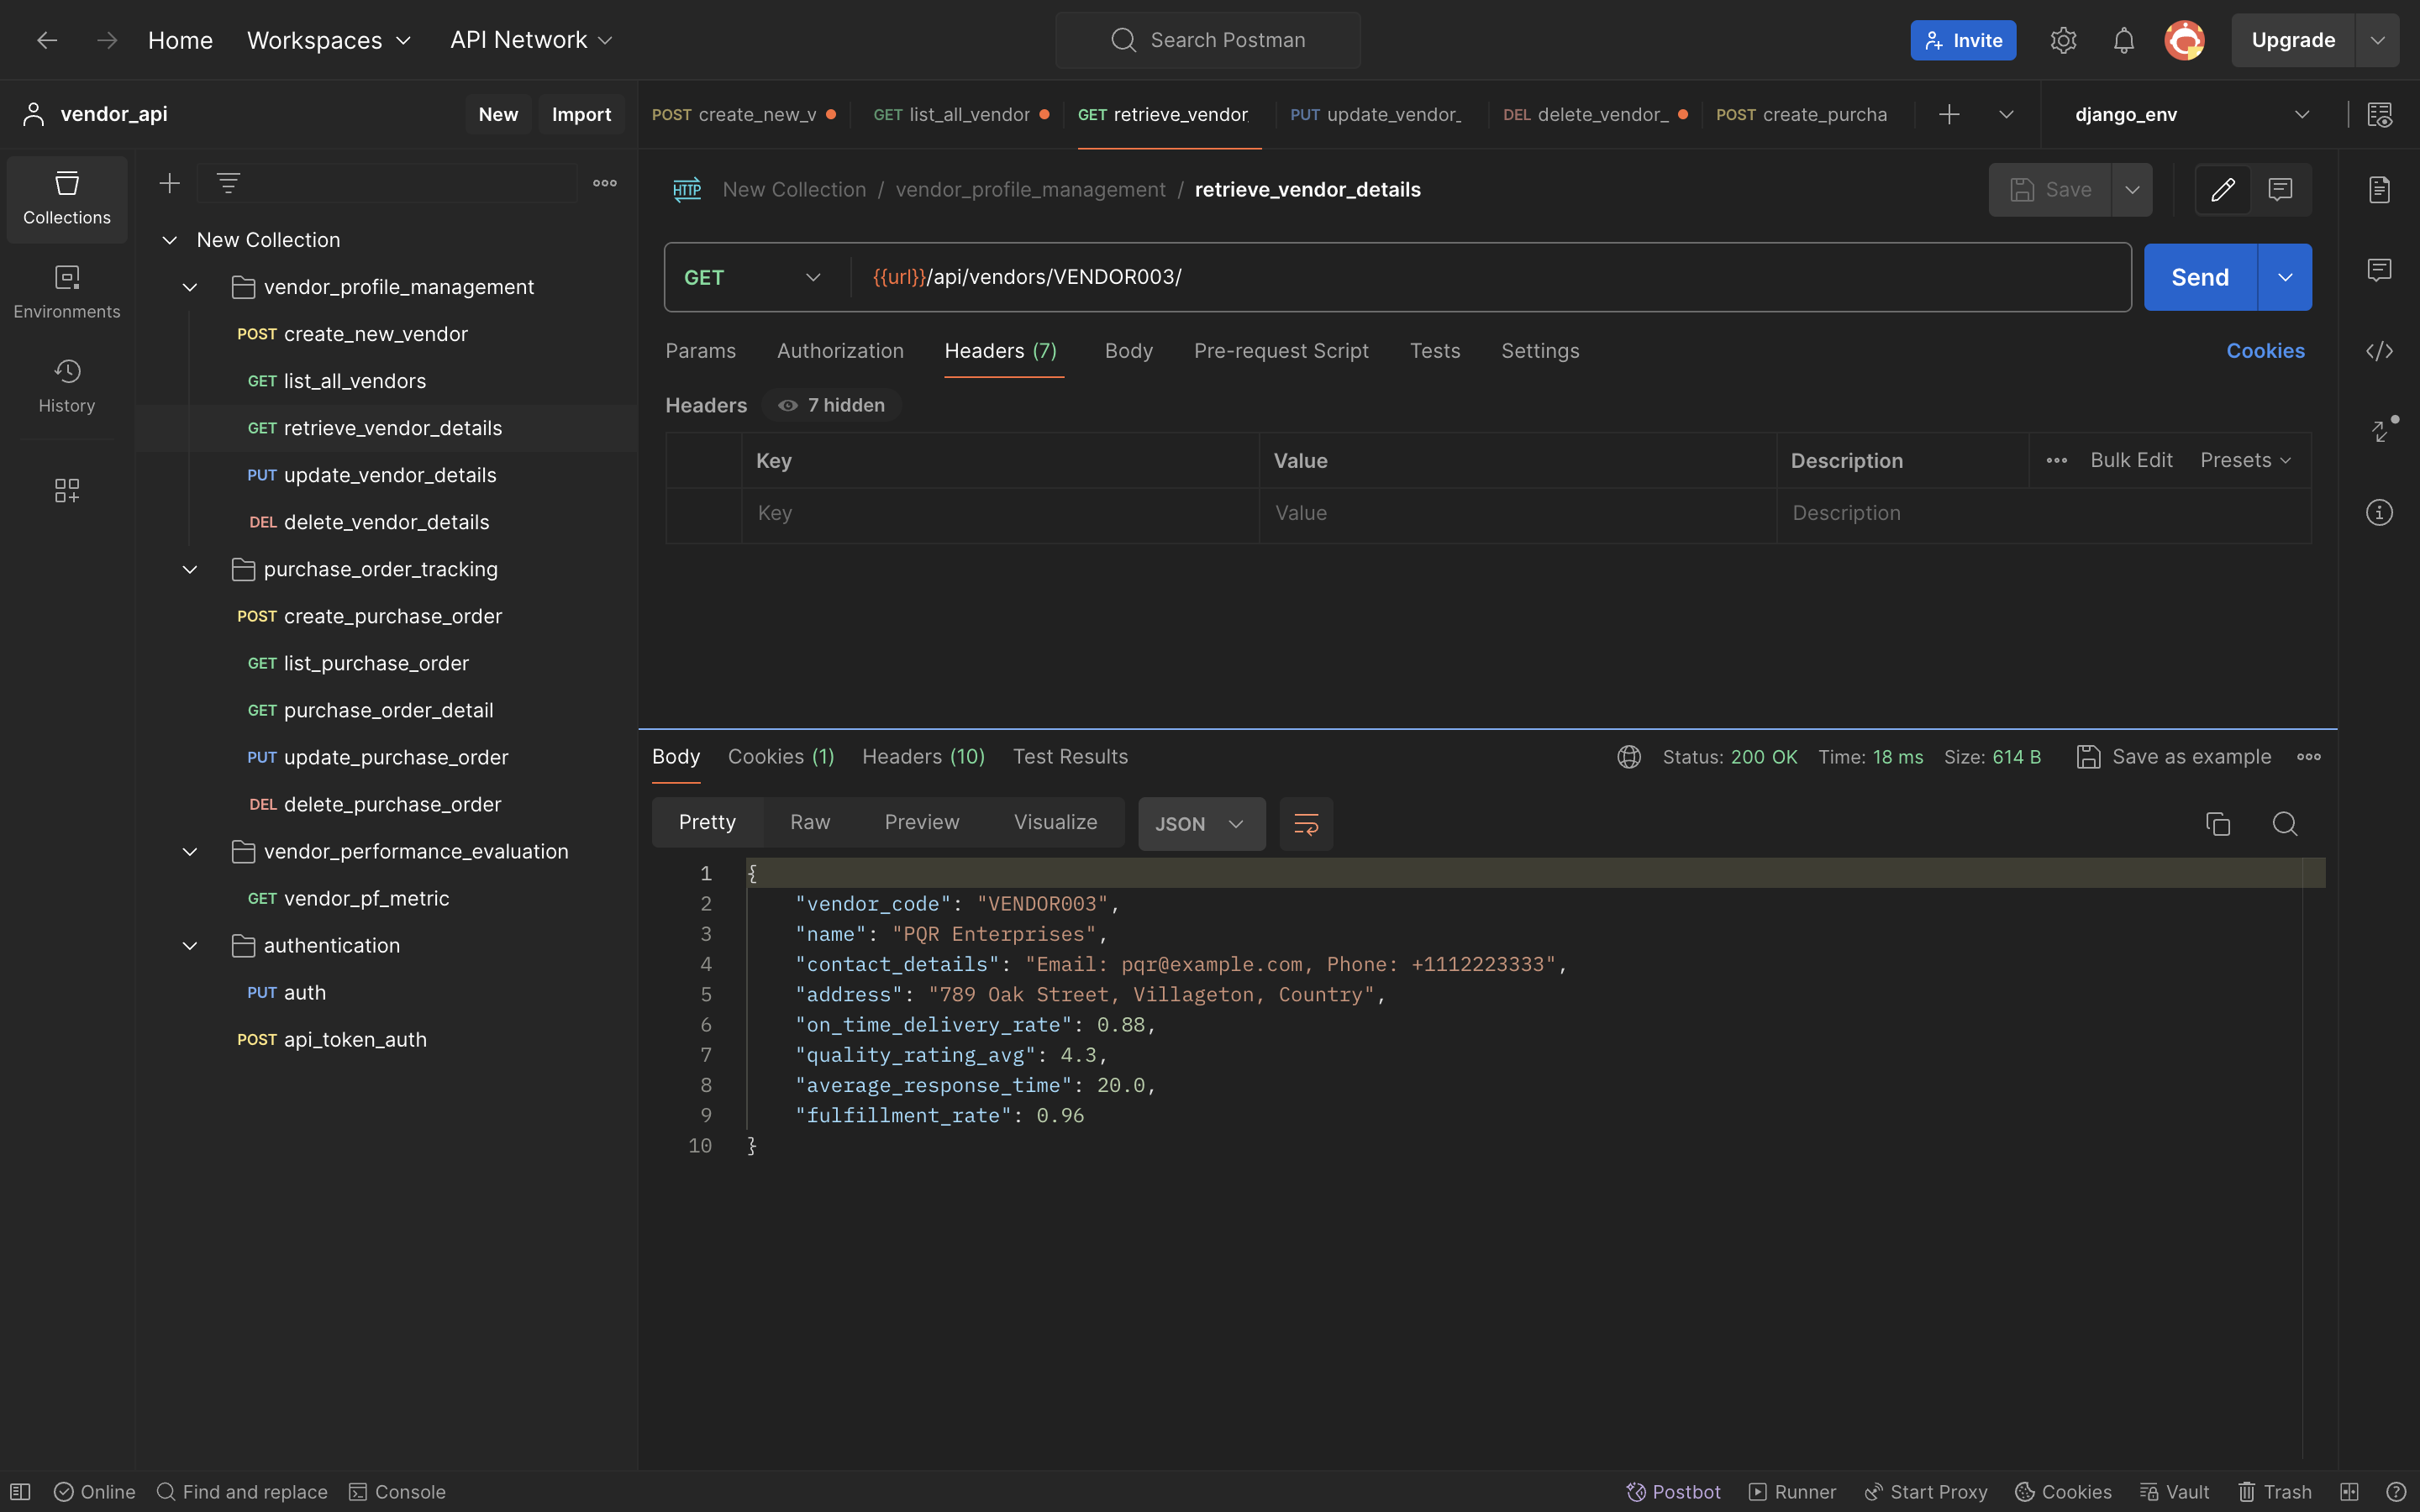 Home Workspaces API Network Search Postman Invite Upgrade
vendor_api New Import
POST create_new_v GET list_all_vendor GET retrieve_vendor_ PUT update_vendor_ DEL delete_vendor_ POST create_purcha django_env
Collections
Environments
History
New Collection
vendor_profile_management
POST create_new_vendor
GET list_all_vendors
GET retrieve_vendor_details
PUT update_vendor_details
DEL delete_vendor_details
purchase_order_tracking
POST create_purchase_order
GET list_purchase_order
GET purchase_order_detail
PUT update_purchase_order
DEL delete_purchase_order
vendor_performance_evaluation
GET vendor_pf_metric
authentication
PUT auth
POST api_token_auth
HTTP New Collection / vendor_profile_management / retrieve_vendor_details Save
GET {{url}}/api/vendors/VENDOR003/ Send
Params Authorization Headers (7) Body Pre-request Script Tests Settings Cookies
Headers 7 hidden
Key Value Description Bulk Edit Presets
Key Value Description
Body Cookies (1) Headers (10) Test Results Status: 200 OK Time: 18 ms Size: 614 B Save as example
Pretty Raw Preview Visualize JSON
1 {
2 "vendor_code": "VENDOR003",
3 "name": "PQR Enterprises",
4 "contact_details": "Email: pqr@example.com, Phone: +1112223333",
5 "address": "789 Oak Street, Villageton, Country",
6 "on_time_delivery_rate": 0.88,
7 "quality_rating_avg": 4.3,
8 "average_response_time": 20.0,
9 "fulfillment_rate": 0.96
10 }
Online Find and replace Console Postbot Runner Start Proxy Cookies Vault Trash